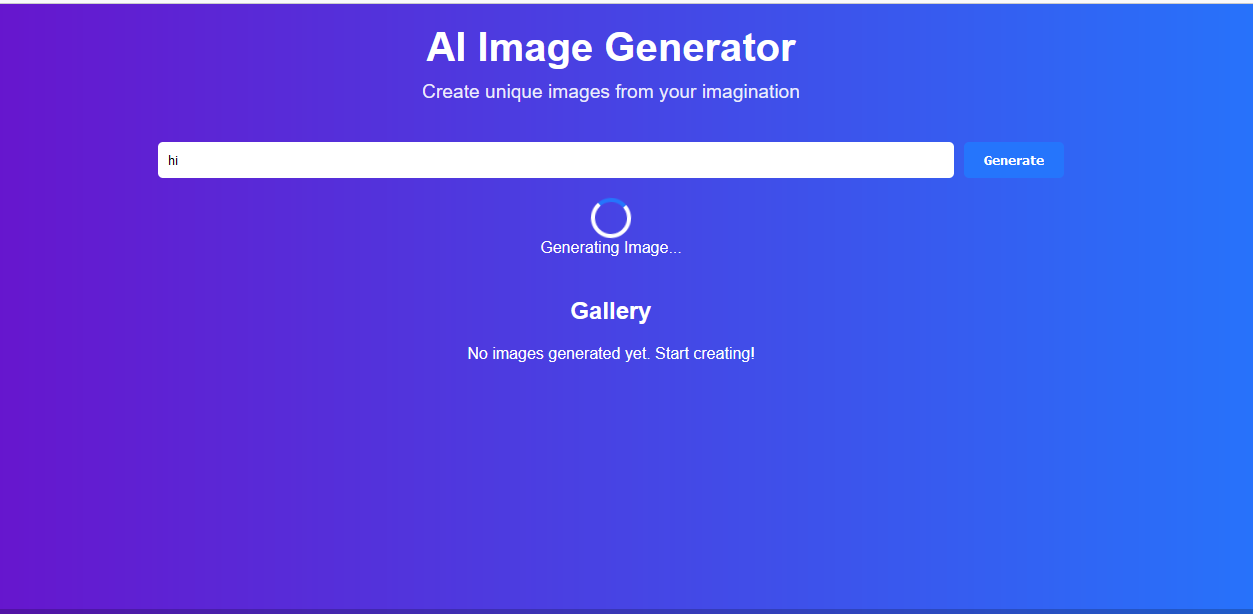 AI Image Generator
Create unique images from your imagination
hi
Generate
Generating Image...
Gallery
No images generated yet. Start creating!